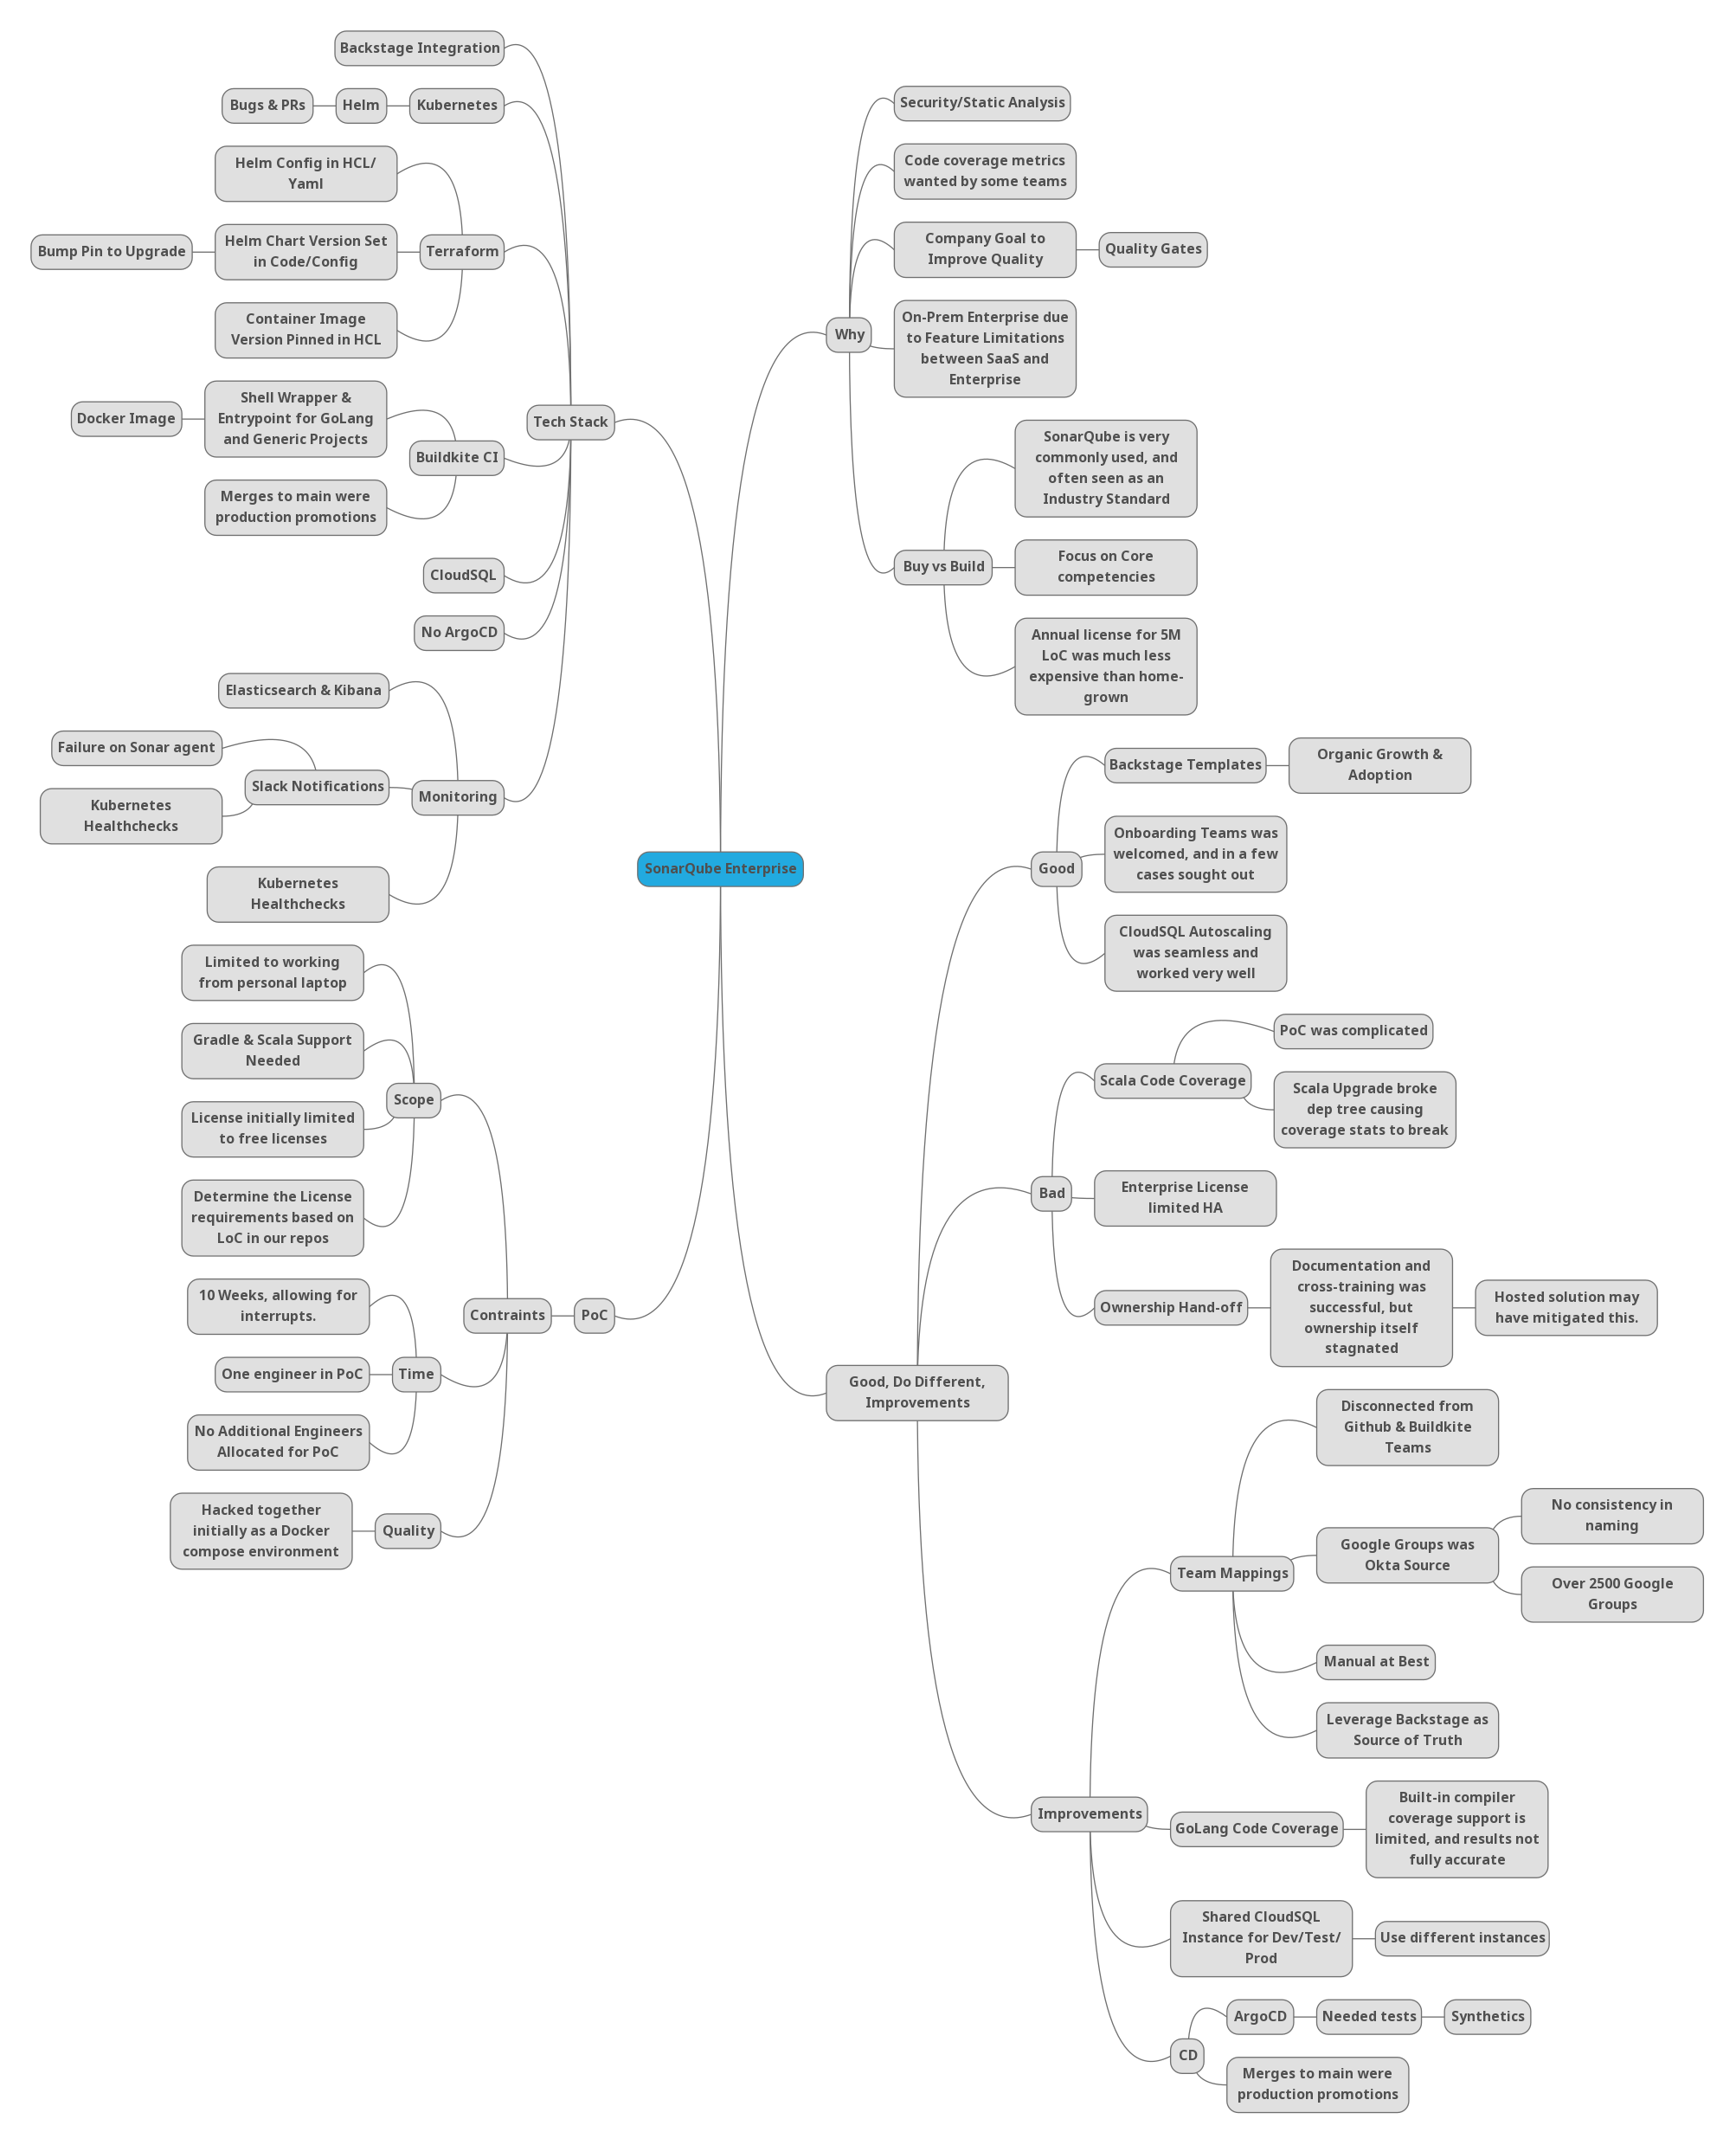 Backstage Integration
Bugs & PRs
Helm
Kubernetes
Helm Config in HCL/
Yaml
Bump Pin to Upgrade
Helm Chart Version Set
in Code/Config
Terraform
Container Image
Version Pinned in HCL
Docker Image
Shell Wrapper &
Entrypoint for GoLang
and Generic Projects
Buildkite CI
Merges to main were
production promotions
Tech Stack
CloudSQL
No ArgoCD
Elasticsearch & Kibana
Failure on Sonar agent
Slack Notifications
Kubernetes
Healthchecks
Monitoring
Kubernetes
Healthchecks
SonarQube Enterprise
Limited to working
from personal laptop
Gradle & Scala Support
Needed
Scope
License initially limited
to free licenses
Determine the License
requirements based on
LoC in our repos
10 Weeks, allowing for
interrupts.
Contraints
PoC
One engineer in PoC
Time
No Additional Engineers
Allocated for PoC
Hacked together
initially as a Docker
compose environment
Quality
Security/Static Analysis
Code coverage metrics
wanted by some teams
Company Goal to
Improve Quality
Quality Gates
Why
On-Prem Enterprise due
to Feature Limitations
between SaaS and
Enterprise
SonarQube is very
commonly used, and
often seen as an
Industry Standard
Buy vs Build
Focus on Core
competencies
Annual license for 5M
LoC was much less
expensive than home-
grown
Backstage Templates
Organic Growth &
Adoption
Good
Onboarding Teams was
welcomed, and in a few
cases sought out
CloudSQL Autoscaling
was seamless and
worked very well
PoC was complicated
Scala Code Coverage
Scala Upgrade broke
dep tree causing
coverage stats to break
Bad
Enterprise License
limited HA
Ownership Hand-off
Documentation and
cross-training was
successful, but
ownership itself
stagnated
Hosted solution may
have mitigated this.
Good, Do Different,
Improvements
Disconnected from
Github & Buildkite
Teams
Team Mappings
Google Groups was
Okta Source
No consistency in
naming
Over 2500 Google
Groups
Manual at Best
Leverage Backstage as
Source of Truth
Improvements
GoLang Code Coverage
Built-in compiler
coverage support is
limited, and results not
fully accurate
Shared CloudSQL
Instance for Dev/Test/
Prod
Use different instances
CD
ArgoCD
Needed tests
Synthetics
Merges to main were
production promotions